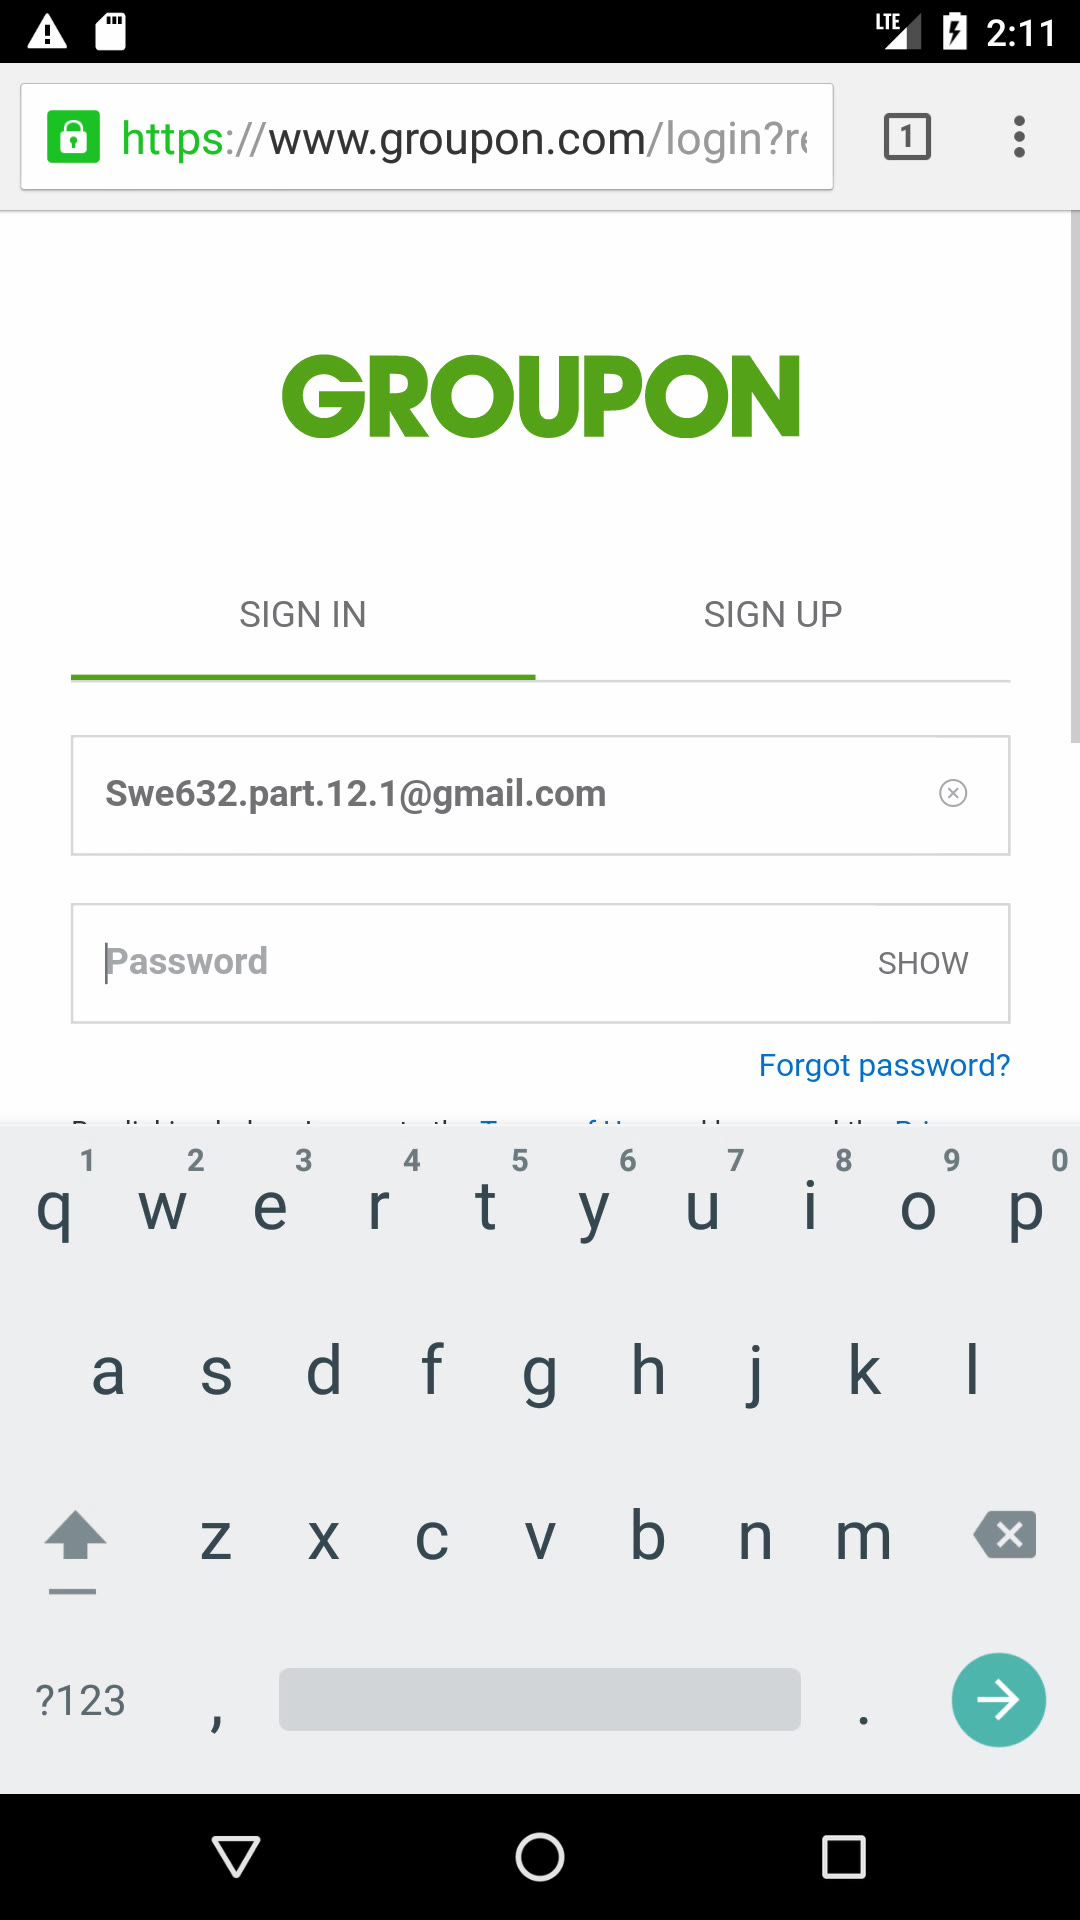 LTE 2:11
https://www.groupon.com/login?re
1
GROUPON
SIGN IN SIGN UP
Swe632.part.12.1@gmail.com
Password SHOW
Forgot password?
1 2 3 4 5 6 7 8 9 0
q w e r t y u i o p
a s d f g h j k l
z x c v b n m
?123 , .